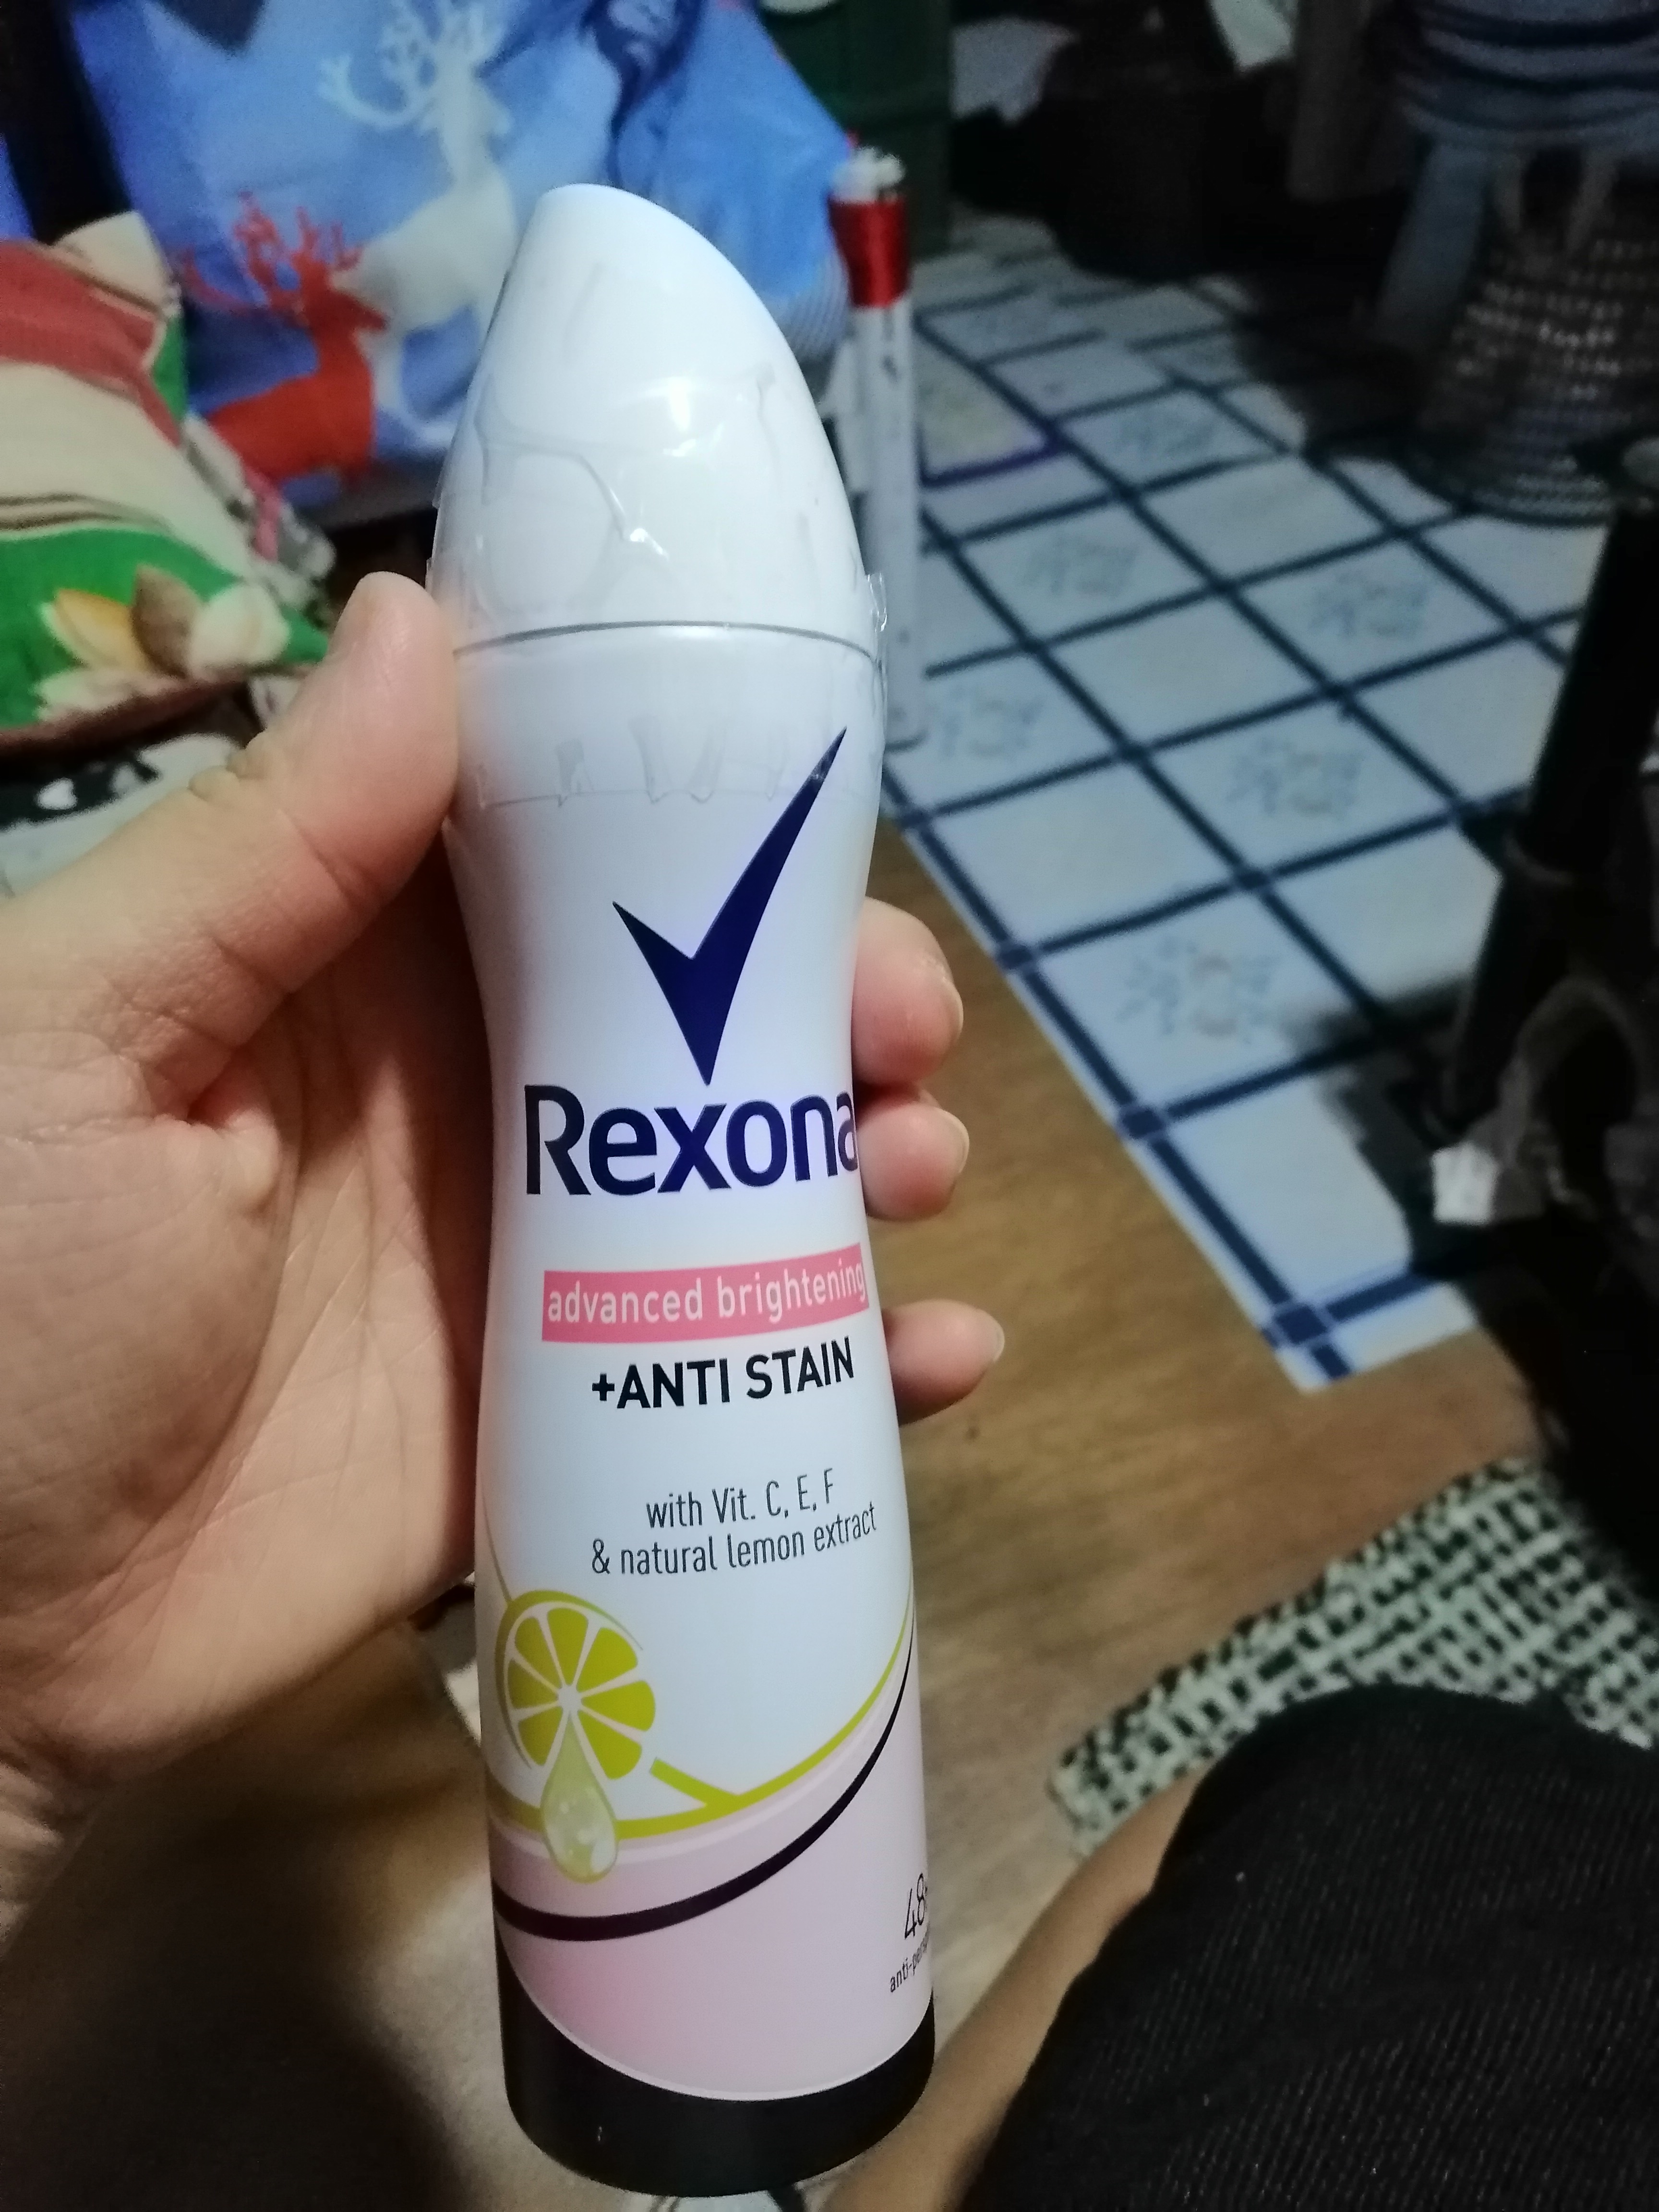 Rexona
advanced brightening
+ANTI STAIN
with Vit. C, E, F
& natural lemon extract